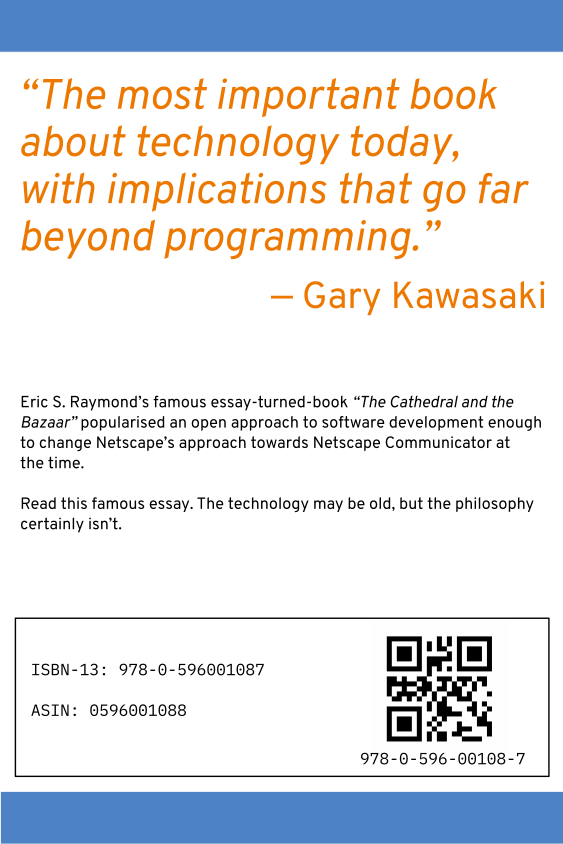 “The most important book
about technology today,
with implications that go far
beyond programming.”
— Gary Kawasaki
Eric S. Raymond’s famous essay-turned-book “The Cathedral and the
Bazaar” popularised an open approach to software development enough
to change Netscape’s approach towards Netscape Communicator at
the time.
Read this famous essay. The technology may be old, but the philosophy
certainly isn’t.
ISBN-13: 978-0-596001087
ASIN: 0596001088
978-0-596-00108-7